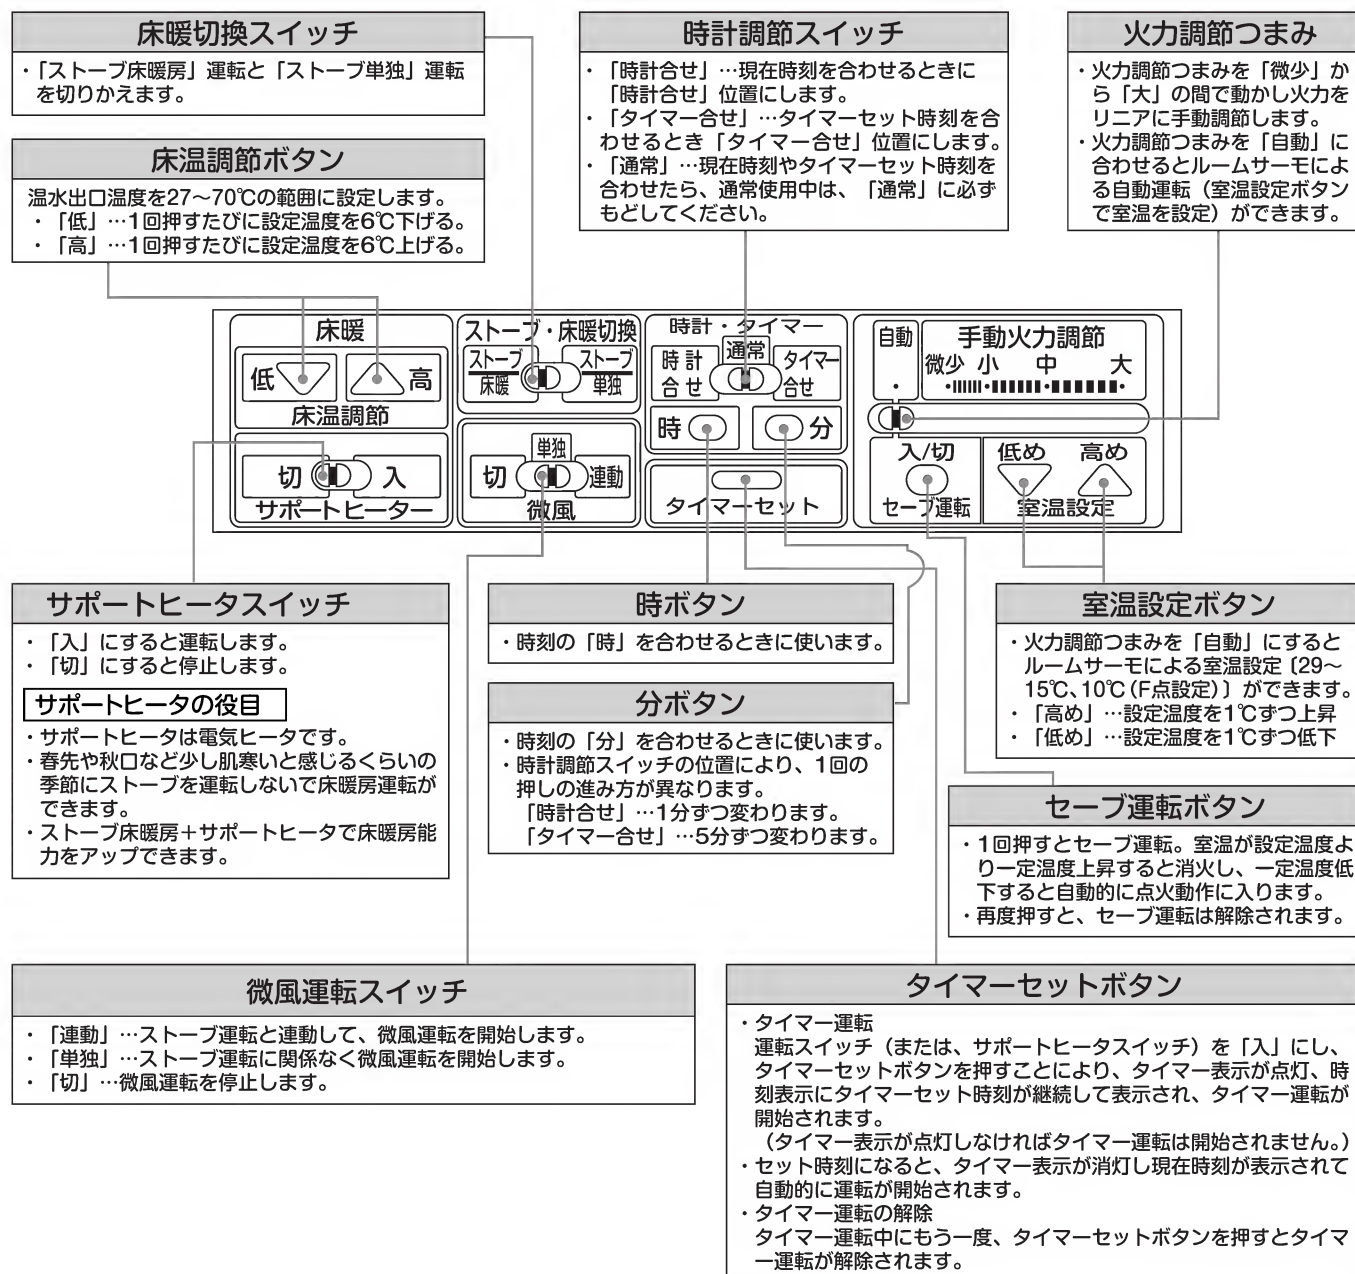 床暖切換スイッチ
・「ストーブ床暖房」運転と「ストーブ単独」運転
を切りかえます。
床温調節ボタン
温水出口温度を27～70℃の範囲に設定します。
・「低」…1回押すたびに設定温度を6℃下げる。
・「高」…1回押すたびに設定温度を6℃上げる。
時計調節スイッチ
・「時計合せ」…現在時刻を合わせるときに
「時計合せ」位置にします。
・「タイマー合せ」…タイマーセット時刻を合
わせるとき「タイマー合せ」位置にします。
・「通常」…現在時刻やタイマーセット時刻を
合わせたら、通常使用中は、「通常」に必ず
もどしてください。
火力調節つまみ
・火力調節つまみを「微少」か
ら「大」の間で動かし火力を
リニアに手動調節します。
・火力調節つまみを「自動」に
合わせるとルームサーモによ
る自動運転（室温設定ボタン
で室温を設定）ができます。
床暖
低
高
床温調節
切
入
サポートヒーター
ストーブ・床暖切換
ストーブ
床暖
ストーブ
単独
単独
切
連動
微風
時計・タイマー
時計
合せ
通常
タイマー
合せ
時
分
タイマーセット
自動
手動火力調節
微少 小 中 大
入/切
セーブ運転
低め 高め
室温設定
サポートヒータスイッチ
・「入」にすると運転します。
・「切」にすると停止します。
サポートヒータの役目
・サポートヒータは電気ヒータです。
・春先や秋口など少し肌寒いと感じるくらいの
季節にストーブを運転しないで床暖房運転が
できます。
・ストーブ床暖房＋サポートヒータで床暖房能
力をアップできます。
時ボタン
・時刻の「時」を合わせるときに使います。
分ボタン
・時刻の「分」を合わせるときに使います。
・時計調節スイッチの位置により、1回の
押しの進み方が異なります。
「時計合せ」…1分ずつ変わります。
「タイマー合せ」…5分ずつ変わります。
室温設定ボタン
・火力調節つまみを「自動」にすると
ルームサーモによる室温設定〔29～
15℃、10℃（F点設定）〕ができます。
・「高め」…設定温度を1℃ずつ上昇
・「低め」…設定温度を1℃ずつ低下
セーブ運転ボタン
・1回押すとセーブ運転。室温が設定温度よ
り一定温度上昇すると消火し、一定温度低
下すると自動的に点火動作に入ります。
・再度押すと、セーブ運転は解除されます。
微風運転スイッチ
・「連動」…ストーブ運転と連動して、微風運転を開始します。
・「単独」…ストーブ運転に関係なく微風運転を開始します。
・「切」…微風運転を停止します。
タイマーセットボタン
・タイマー運転
運転スイッチ（または、サポートヒータスイッチ）を「入」にし、
タイマーセットボタンを押すことにより、タイマー表示が点灯、時
刻表示にタイマーセット時刻が継続して表示され、タイマー運転が
開始されます。
（タイマー表示が点灯しなければタイマー運転は開始されません。）
・セット時刻になると、タイマー表示が消灯し現在時刻が表示されて
自動的に運転が開始されます。
・タイマー運転の解除
タイマー運転中にもう一度、タイマーセットボタンを押すとタイマ
ー運転が解除されます。